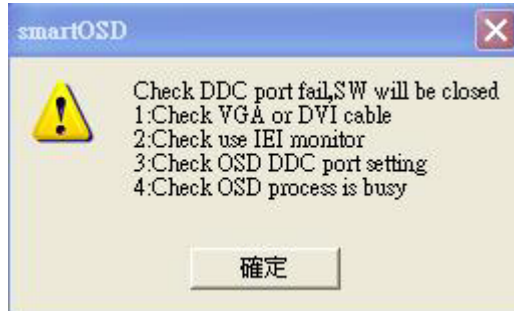 smartOSD
Check DDC port fail,SW will be closed
1:Check VGA or DVI cable
2:Check use IEI monitor
3:Check OSD DDC port setting
4:Check OSD process is busy
確定